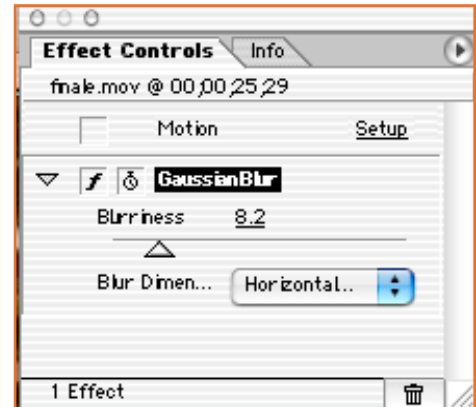 Effect Controls Info
finale.mov @ 00;00;25;29
Motion Setup
f Gaussian Blur
Blurriness 8.2
Blur Dimen... Horizontal..
1 Effect